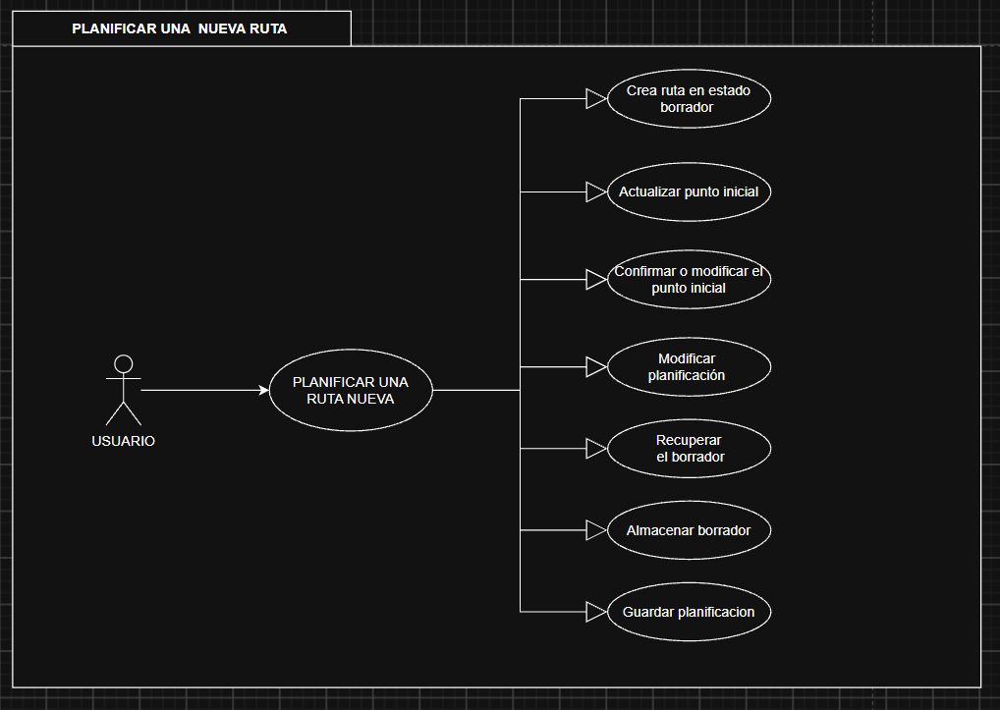 PLANIFICAR UNA  NUEVA RUTA
Crea ruta en estado
borrador
Actualizar punto inicial
Confirmar o modificar el
punto inicial
Modificar
planificación
PLANIFICAR UNA
RUTA NUEVA
USUARIO
Recuperar
el borrador
Almacenar borrador
Guardar planificacion